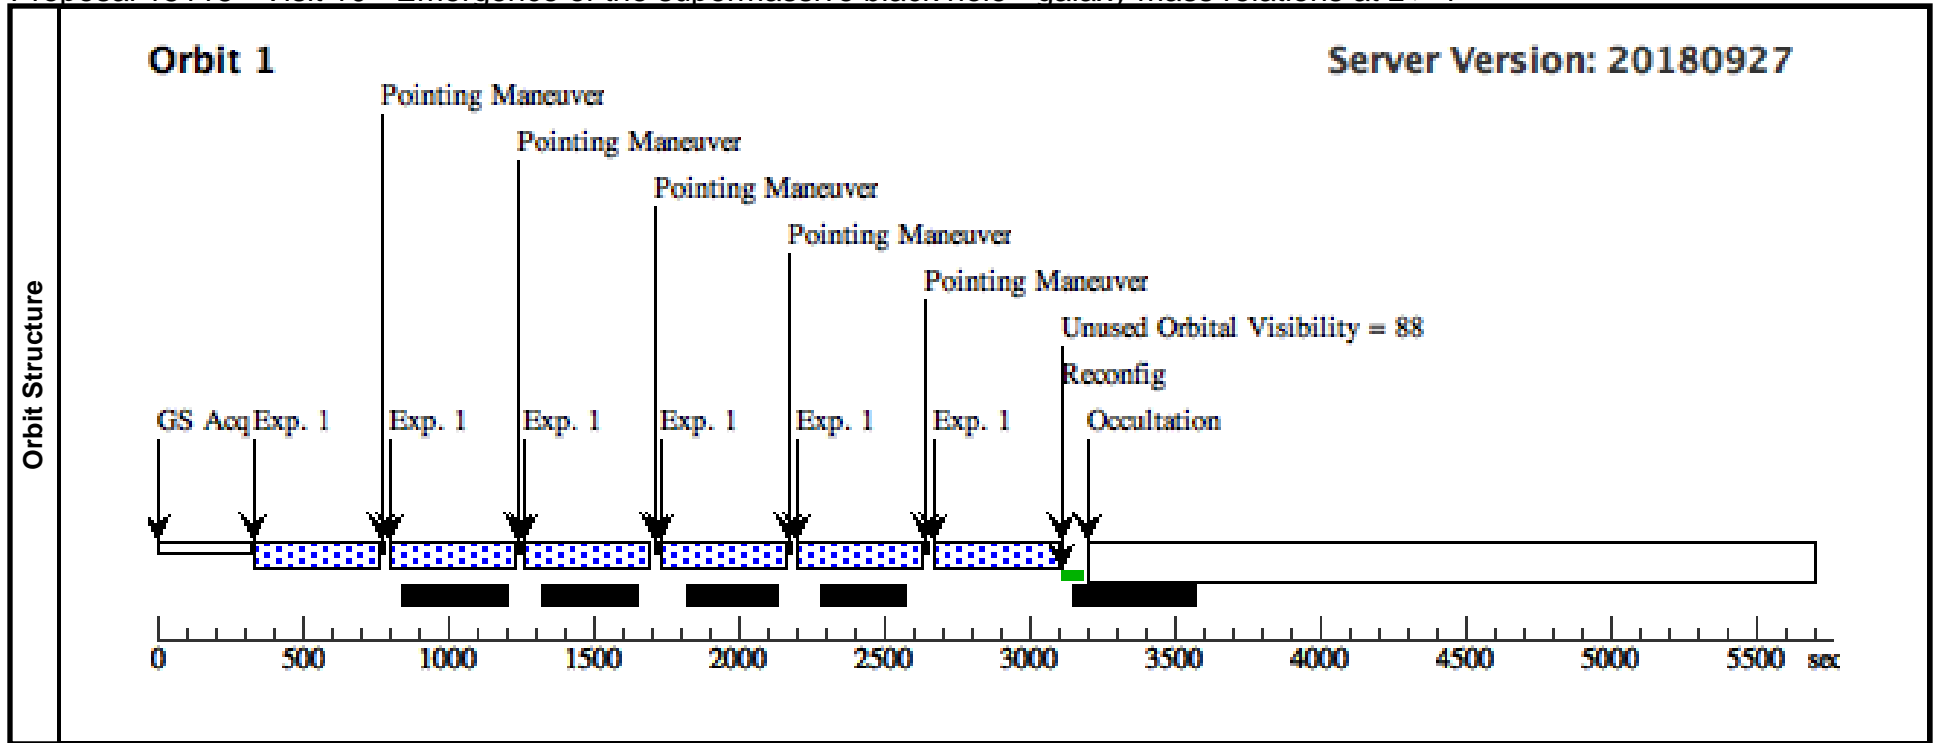 Orbit Structure
Orbit 1
Server Version: 20180927
Pointing Maneuver
Pointing Maneuver
Pointing Maneuver
Pointing Maneuver
Pointing Maneuver
Unused Orbital Visibility = 88
Reconfig
GS Acq Exp. 1 Exp. 1 Exp. 1 Exp. 1 Exp. 1 Exp. 1 Occultation
0 500 1000 1500 2000 2500 3000 3500 4000 4500 5000 5500 sec